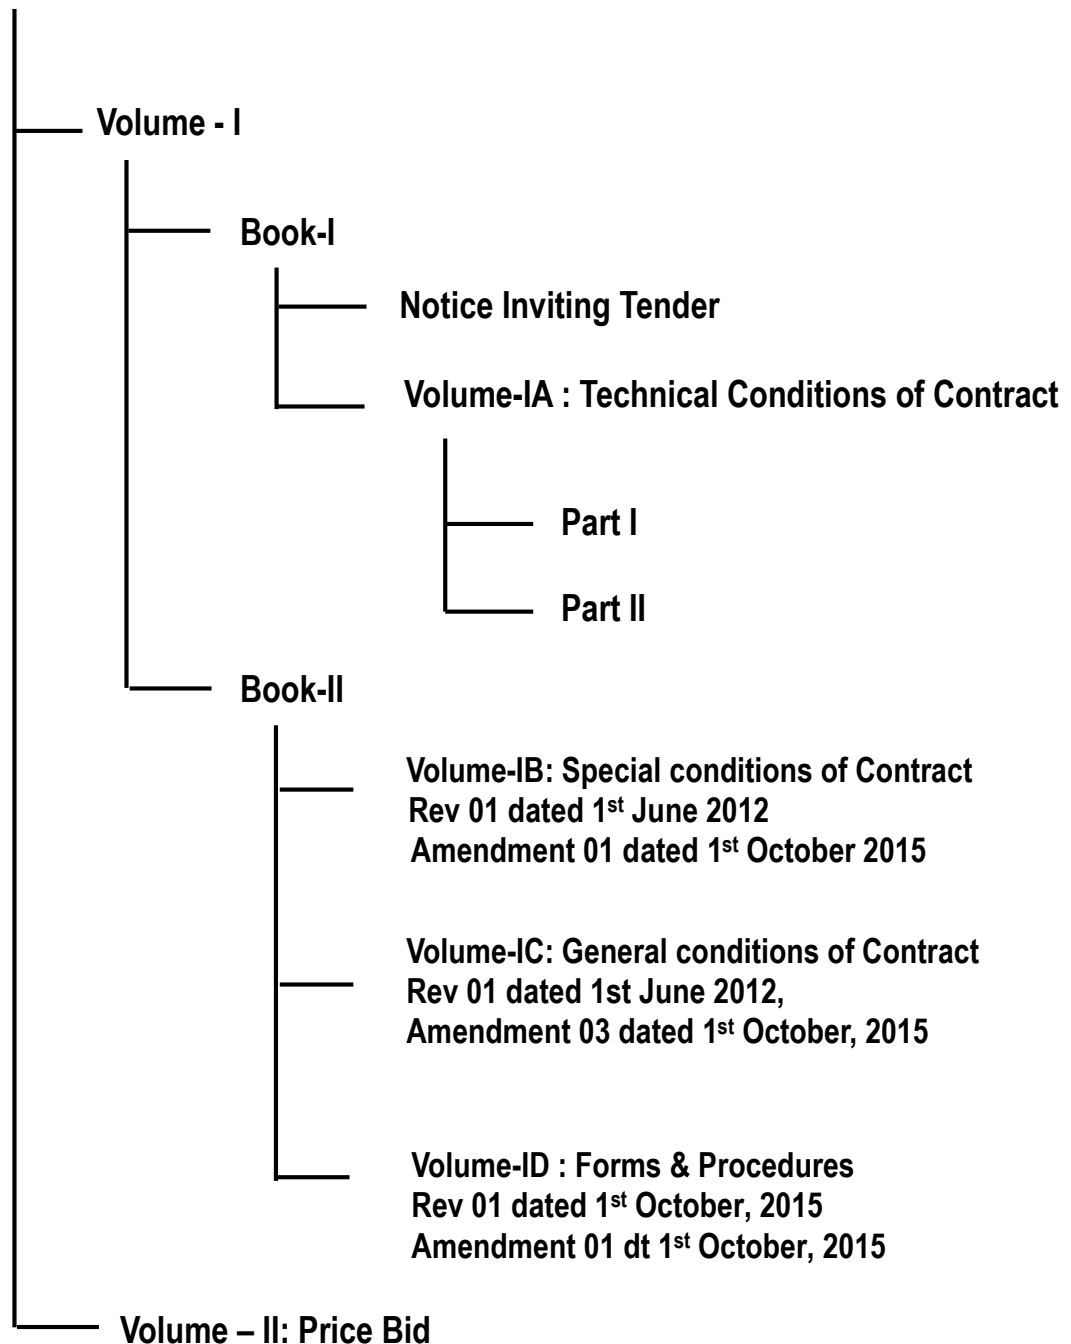 Volume - I
Book-I
Notice Inviting Tender
Volume-IA : Technical Conditions of Contract
Part I
Part II
Book-II
Volume-IB: Special conditions of Contract
Rev 01 dated 1st June 2012
Amendment 01 dated 1st October 2015
Volume-IC: General conditions of Contract
Rev 01 dated 1st June 2012,
Amendment 03 dated 1st October, 2015
Volume-ID : Forms & Procedures
Rev 01 dated 1st October, 2015
Amendment 01 dt 1st October, 2015
Volume – II: Price Bid